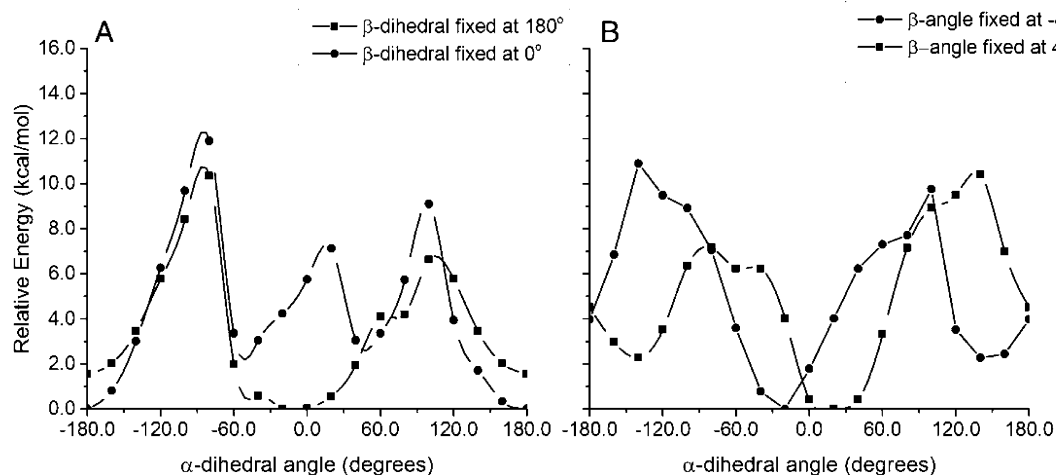 A
β-dihedral fixed at 180°
β-dihedral fixed at 0°
16.0
14.0
12.0
10.0
8.0
6.0
4.0
2.0
0.0
Relative Energy (kcal/mol)
-180.0 -120.0 -60.0 0.0 60.0 120.0 180.0
α-dihedral angle (degrees)
B
β-angle fixed at -
β-angle fixed at
-180.0 -120.0 -60.0 0.0 60.0 120.0 180.0
α-dihedral angle (degrees)